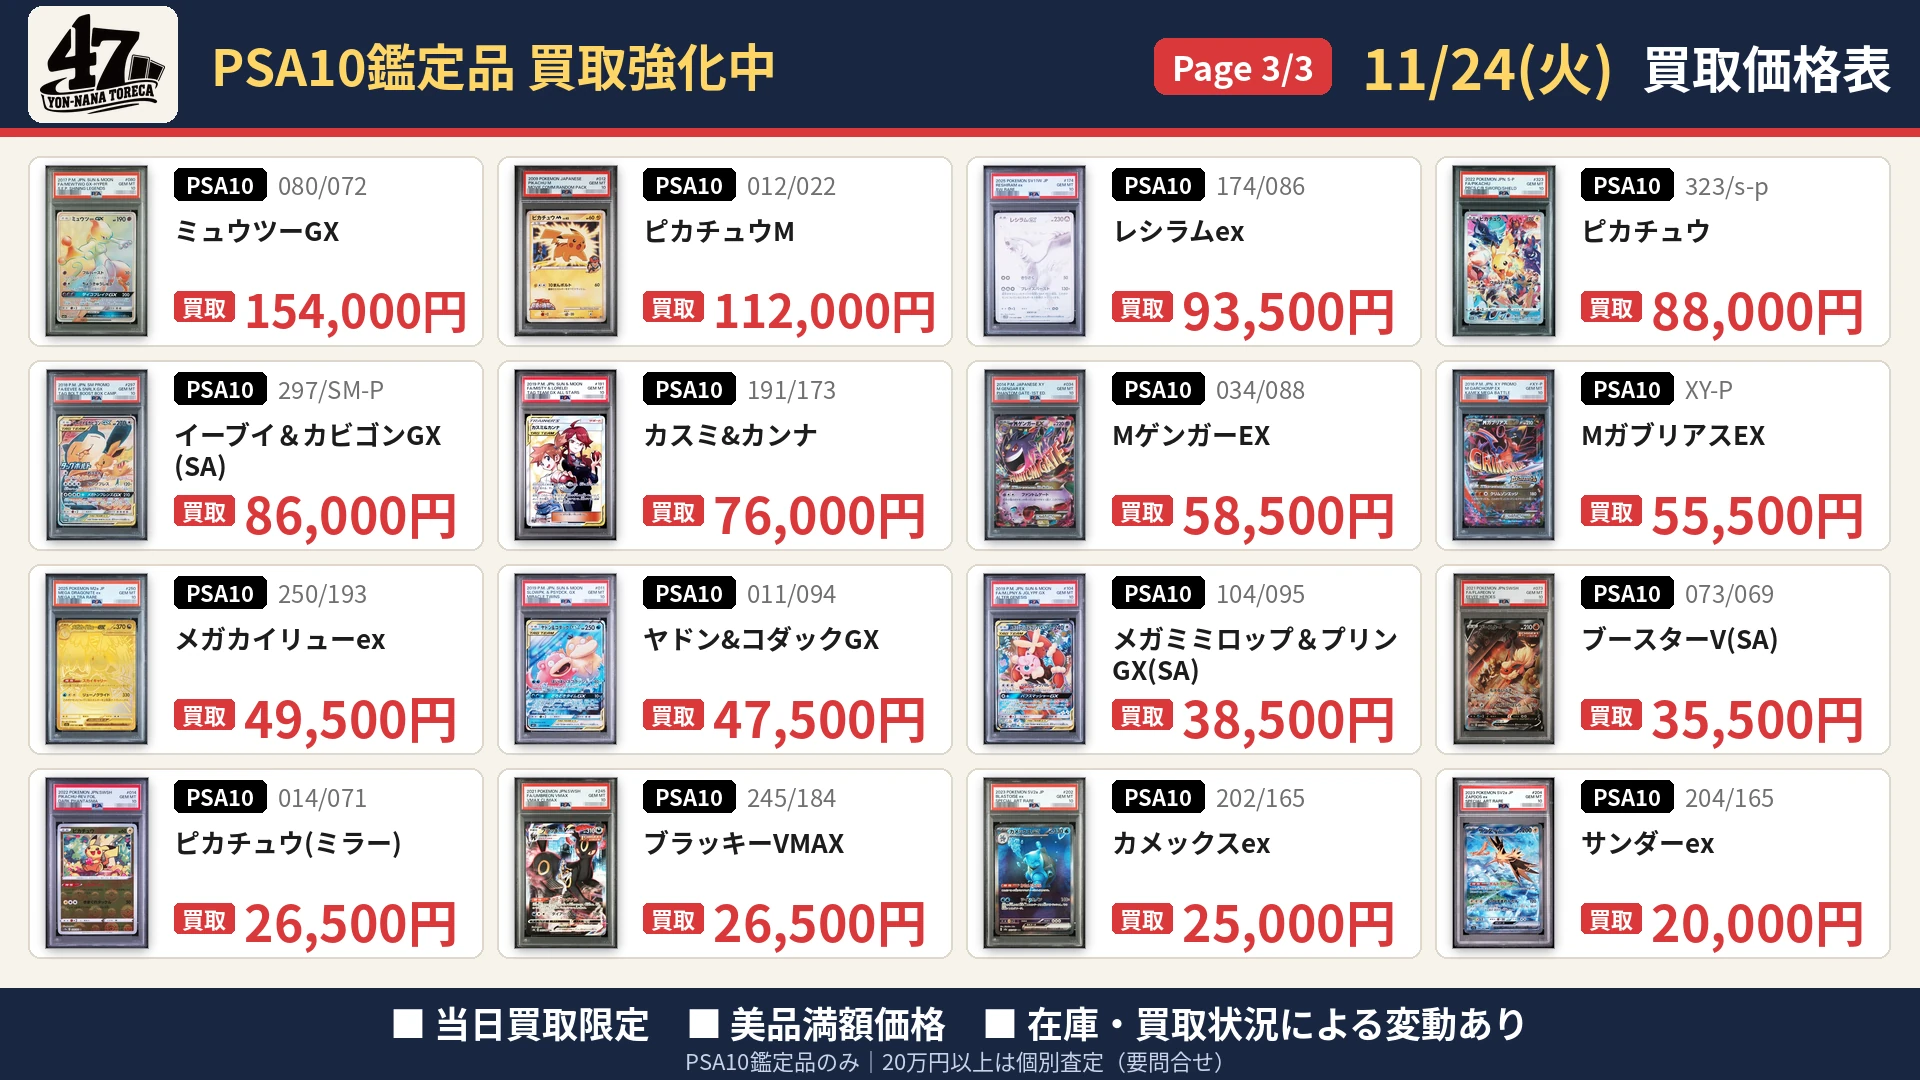 47
YON-NANA TORECA
PSA10鑑定品 買取強化中
Page 3/3
11/24(火) 買取価格表
PSA10 080/072
ミュウツーGX
買取 154,000円
PSA10 012/022
ピカチュウM
買取 112,000円
PSA10 174/086
レシラムex
買取 93,500円
PSA10 323/s-p
ピカチュウ
買取 88,000円
PSA10 297/SM-P
イーブイ＆カビゴンGX
(SA)
買取 86,000円
PSA10 191/173
カスミ&カンナ
買取 76,000円
PSA10 034/088
MゲンガーEX
買取 58,500円
PSA10 XY-P
MガブリアスEX
買取 55,500円
PSA10 250/193
メガカイリューex
買取 49,500円
PSA10 011/094
ヤドン&コダックGX
買取 47,500円
PSA10 104/095
メガミミロップ＆プリン
GX(SA)
買取 38,500円
PSA10 073/069
ブースターV(SA)
買取 35,500円
PSA10 014/071
ピカチュウ(ミラー)
買取 26,500円
PSA10 245/184
ブラッキーVMAX
買取 26,500円
PSA10 202/165
カメックスex
買取 25,000円
PSA10 204/165
サンダーex
買取 20,000円
■ 当日買取限定 ■ 美品満額価格 ■ 在庫・買取状況による変動あり
PSA10鑑定品のみ｜20万円以上は個別査定（要問合せ）